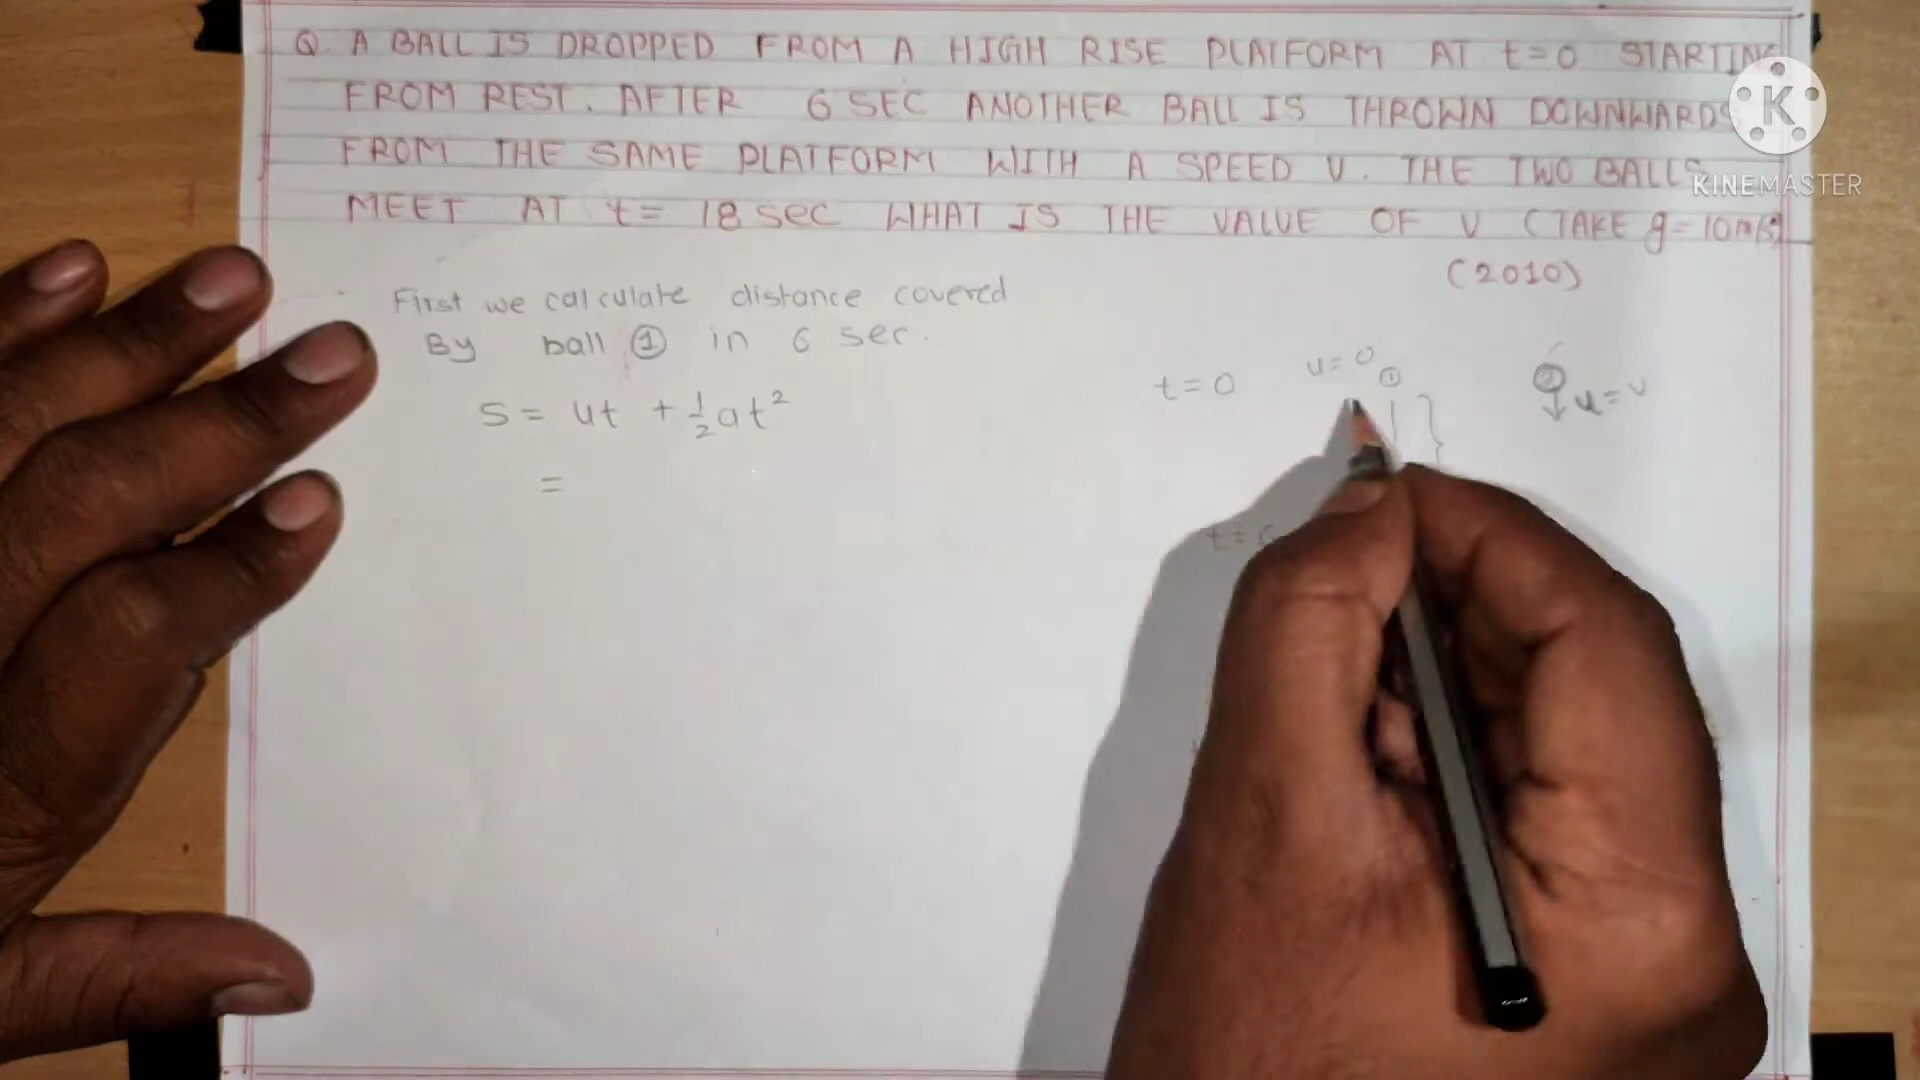 Q. A BALL IS DROPPED FROM A HIGH RISE PLATFORM AT t=0 STARTING
FROM REST. AFTER 6 SEC ANOTHER BALL IS THROWN DOWNWARDS
FROM THE SAME PLATFORM WITH A SPEED V. THE TWO BALLS
MEET AT t= 18 sec WHAT IS THE VALUE OF V (TAKE g=10m/s²)
(2010)
K
KINEMASTER
First we calculate distance covered
By ball ① in 6 sec.
S = ut + ½at²
=
t=0
u=0
①
②
u=v
t=6